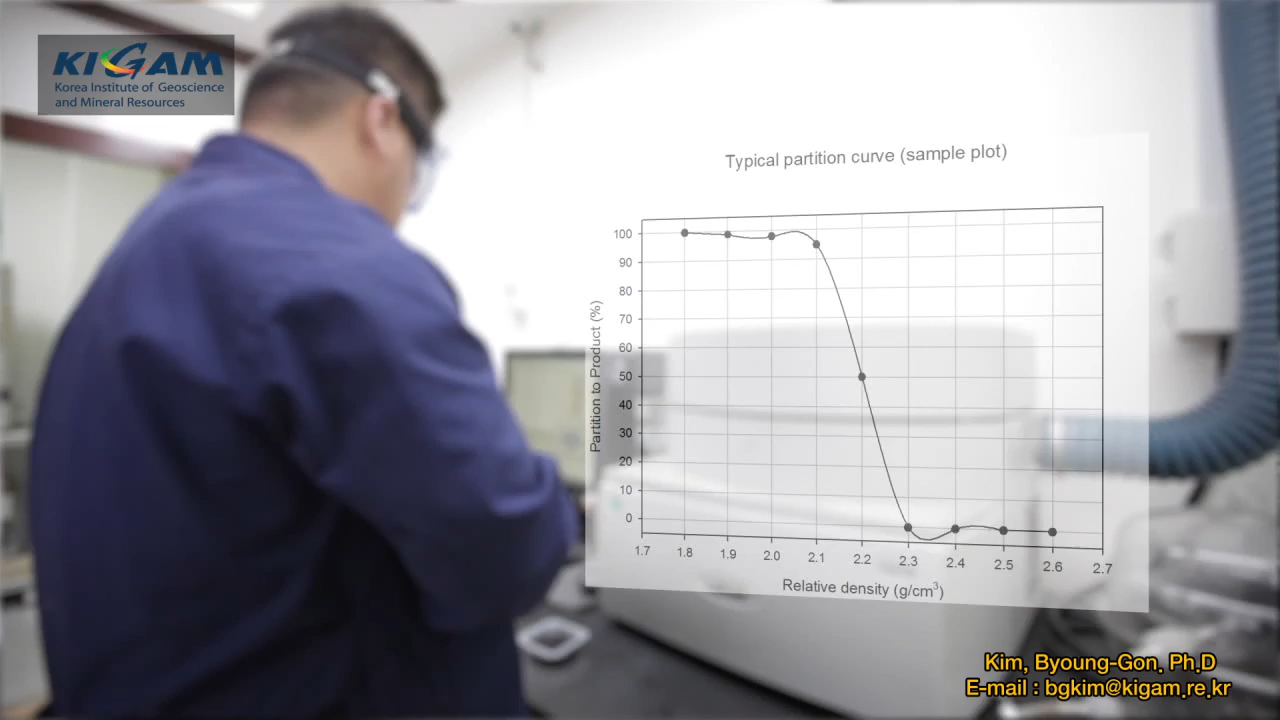 KIGAM
Korea Institute of Geoscience
and Mineral Resources
Typical partition curve (sample plot)
Partition to Product (%)
100
90
80
70
60
50
40
30
20
10
0
1.7 1.8 1.9 2.0 2.1 2.2 2.3 2.4 2.5 2.6 2.7
Relative density (g/cm³)
Kim, Byoung-Gon. Ph.D
E-mail : bgkim@kigam.re.kr